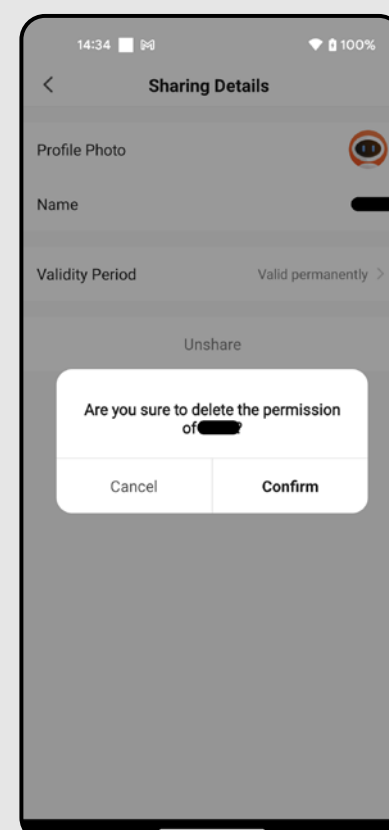 14:34 100%
Sharing Details
Profile Photo
Name
Validity Period Valid permanently >
Unshare
Are you sure to delete the permission
of ?
Cancel Confirm